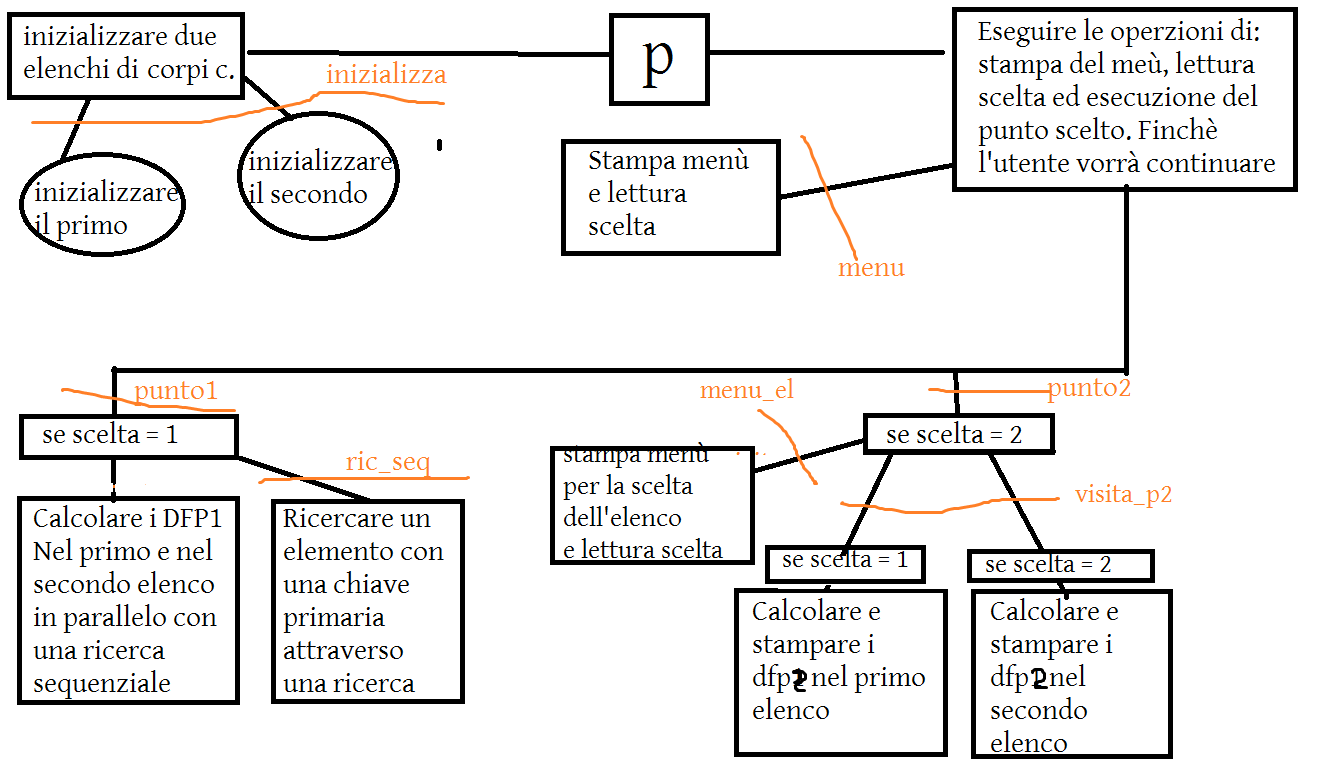 inizializzare due
elenchi di corpi c.
inizializza
inizializzare
il primo
inizializzare
il secondo
p
Eseguire le operzioni di:
stampa del meù, lettura
scelta ed esecuzione del
punto scelto. Finchè
l'utente vorrà continuare
Stampa menù
e lettura
scelta
menu
punto1
se scelta = 1
ric_seq
Calcolare i DFP1
Nel primo e nel
secondo elenco
in parallelo con
una ricerca
sequenziale
Ricercare un
elemento con
una chiave
primaria
attraverso
una ricerca
menu_el
punto2
se scelta = 2
stampa menù
per la scelta
dell'elenco
e lettura scelta
visita_p2
se scelta = 1
Calcolare e
stampare i
dfp2 nel primo
elenco
se scelta = 2
Calcolare e
stampare i
dfp2 nel
secondo
elenco